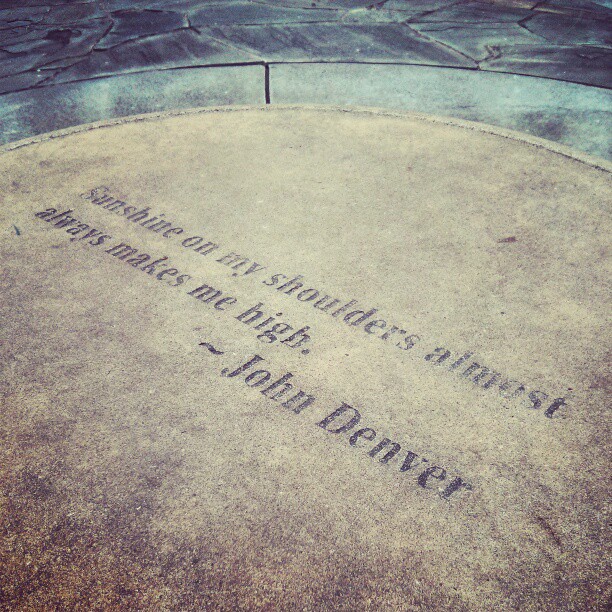 Sunshine on my shoulders almost
always makes me high.
~ John Denver